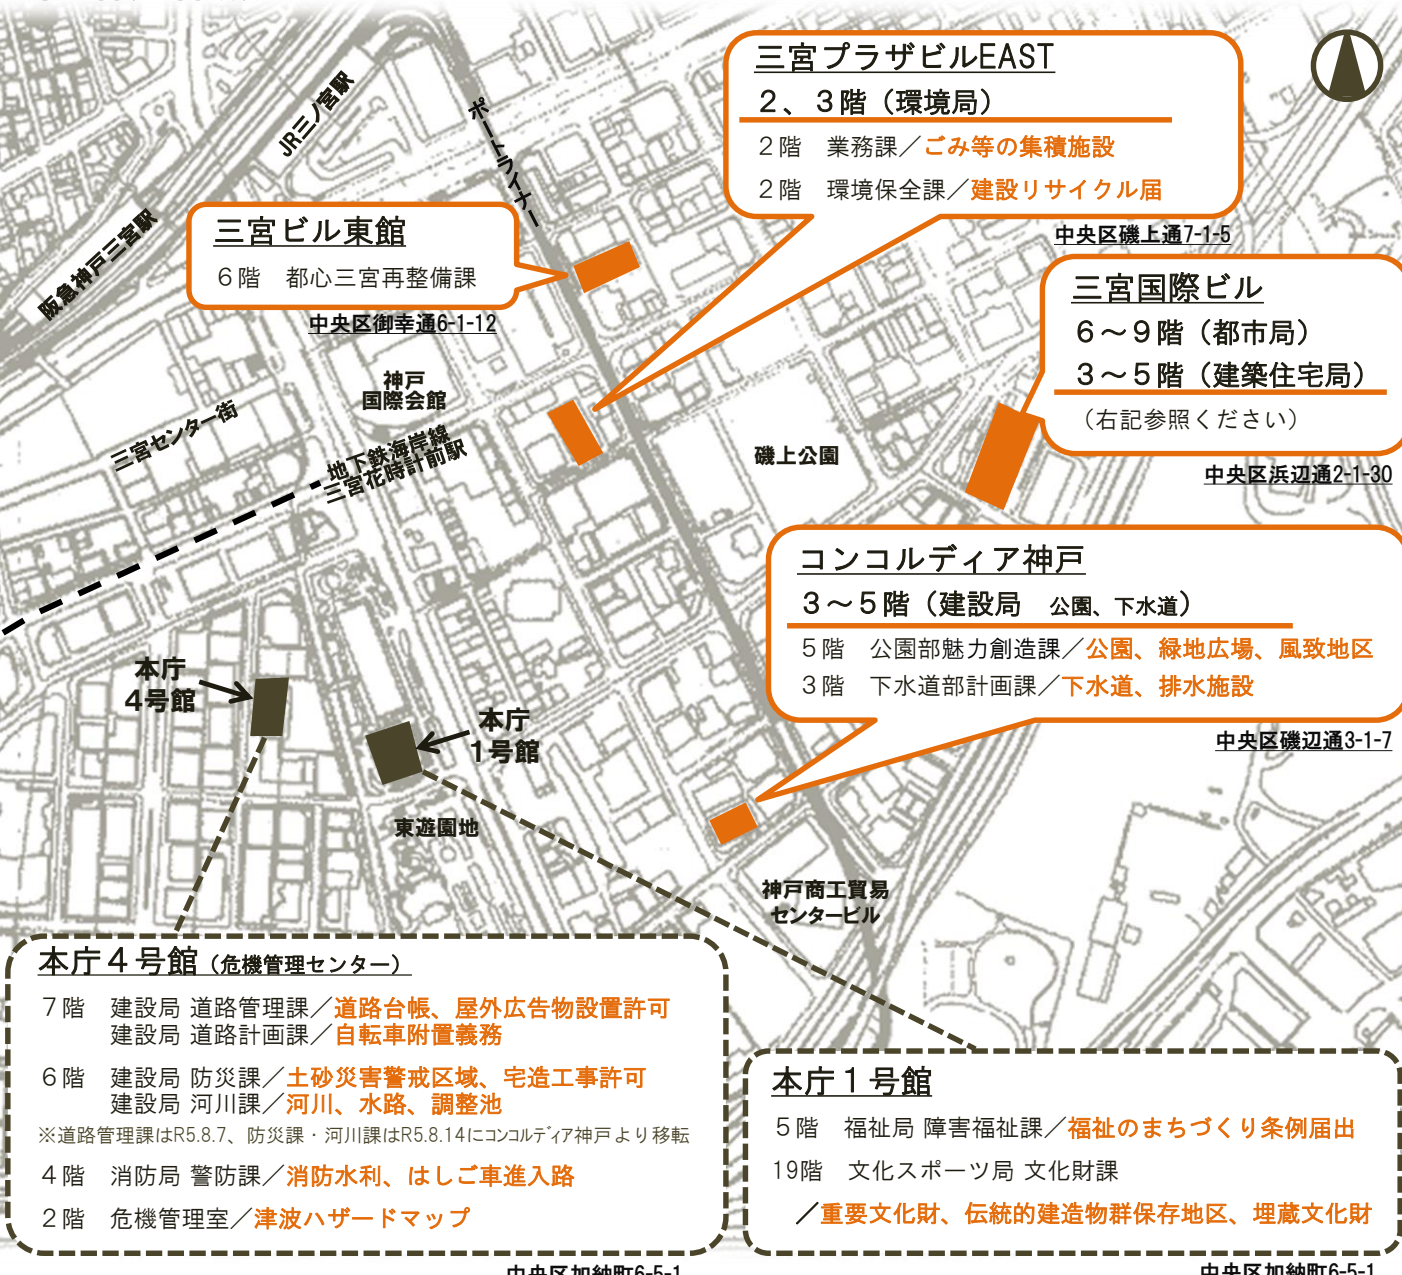 三宮プラザビルEAST
2、3階（環境局）
2階　業務課／ごみ等の集積施設
2階　環境保全課／建設リサイクル届
中央区磯上通7-1-5
JR三ノ宮駅
ポートライナー
阪急神戸三宮駅
三宮ビル東館
6階　都心三宮再整備課
中央区御幸通6-1-12
三宮国際ビル
6～9階（都市局）
3～5階（建築住宅局）
（右記参照ください）
中央区浜辺通2-1-30
神戸
国際会館
三宮センター街
地下鉄海岸線
三宮花時計前駅
磯上公園
コンコルディア神戸
3～5階（建設局　公園、下水道）
5階　公園部魅力創造課／公園、緑地広場、風致地区
3階　下水道部計画課／下水道、排水施設
中央区磯辺通3-1-7
本庁
4号館
本庁
1号館
東遊園地
神戸商工貿易
センタービル
本庁４号館（危機管理センター）
7階　建設局 道路管理課／道路台帳、屋外広告物設置許可
建設局 道路計画課／自転車附置義務
6階　建設局 防災課／土砂災害警戒区域、宅造工事許可
建設局 河川課／河川、水路、調整池
※道路管理課はR5.8.7、防災課・河川課はR5.8.14にｺﾝｺﾙﾃﾞｨｱ神戸より移転
4階　消防局 警防課／消防水利、はしご車進入路
2階　危機管理室／津波ハザードマップ
中央区加納町6-5-1
本庁１号館
5階　福祉局 障害福祉課／福祉のまちづくり条例届出
19階　文化スポーツ局 文化財課
／重要文化財、伝統的建造物群保存地区、埋蔵文化財
中央区加納町6-5-1